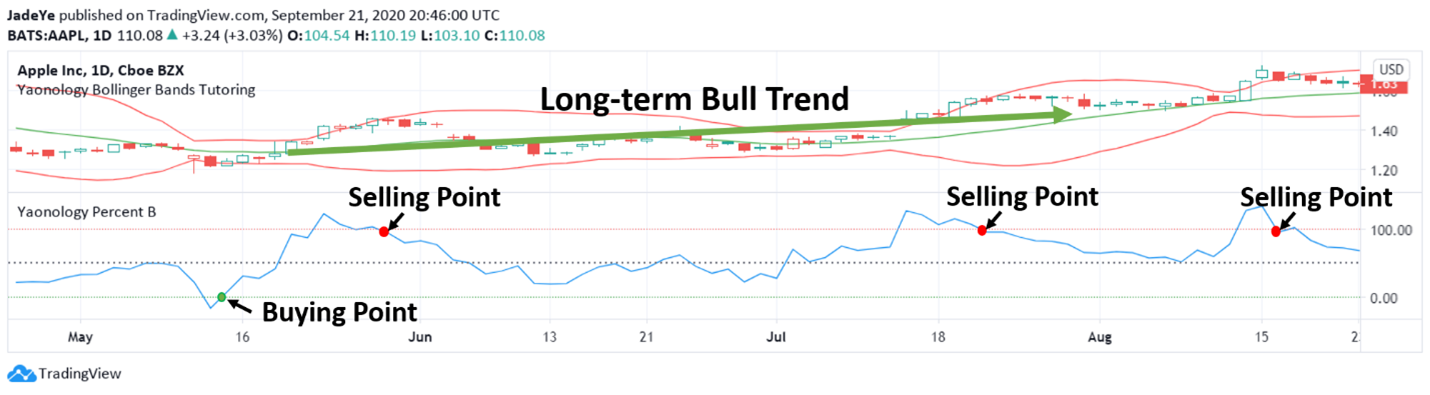 JadeYe published on TradingView.com, September 21, 2020 20:46:00 UTC
BATS:AAPL, 1D 110.08 ▲ +3.24 (+3.03%) O:104.54 H:110.19 L:103.10 C:110.08
Apple Inc, 1D, Cboe BZX
USD
Yaonology Bollinger Bands Tutoring
1.63
Long-term Bull Trend
1.40
1.20
Selling Point
Selling Point
Selling Point
Yaonology Percent B
100.00
0.00
Buying Point
May 16 Jun 13 21 Jul 18 Aug 15
TradingView